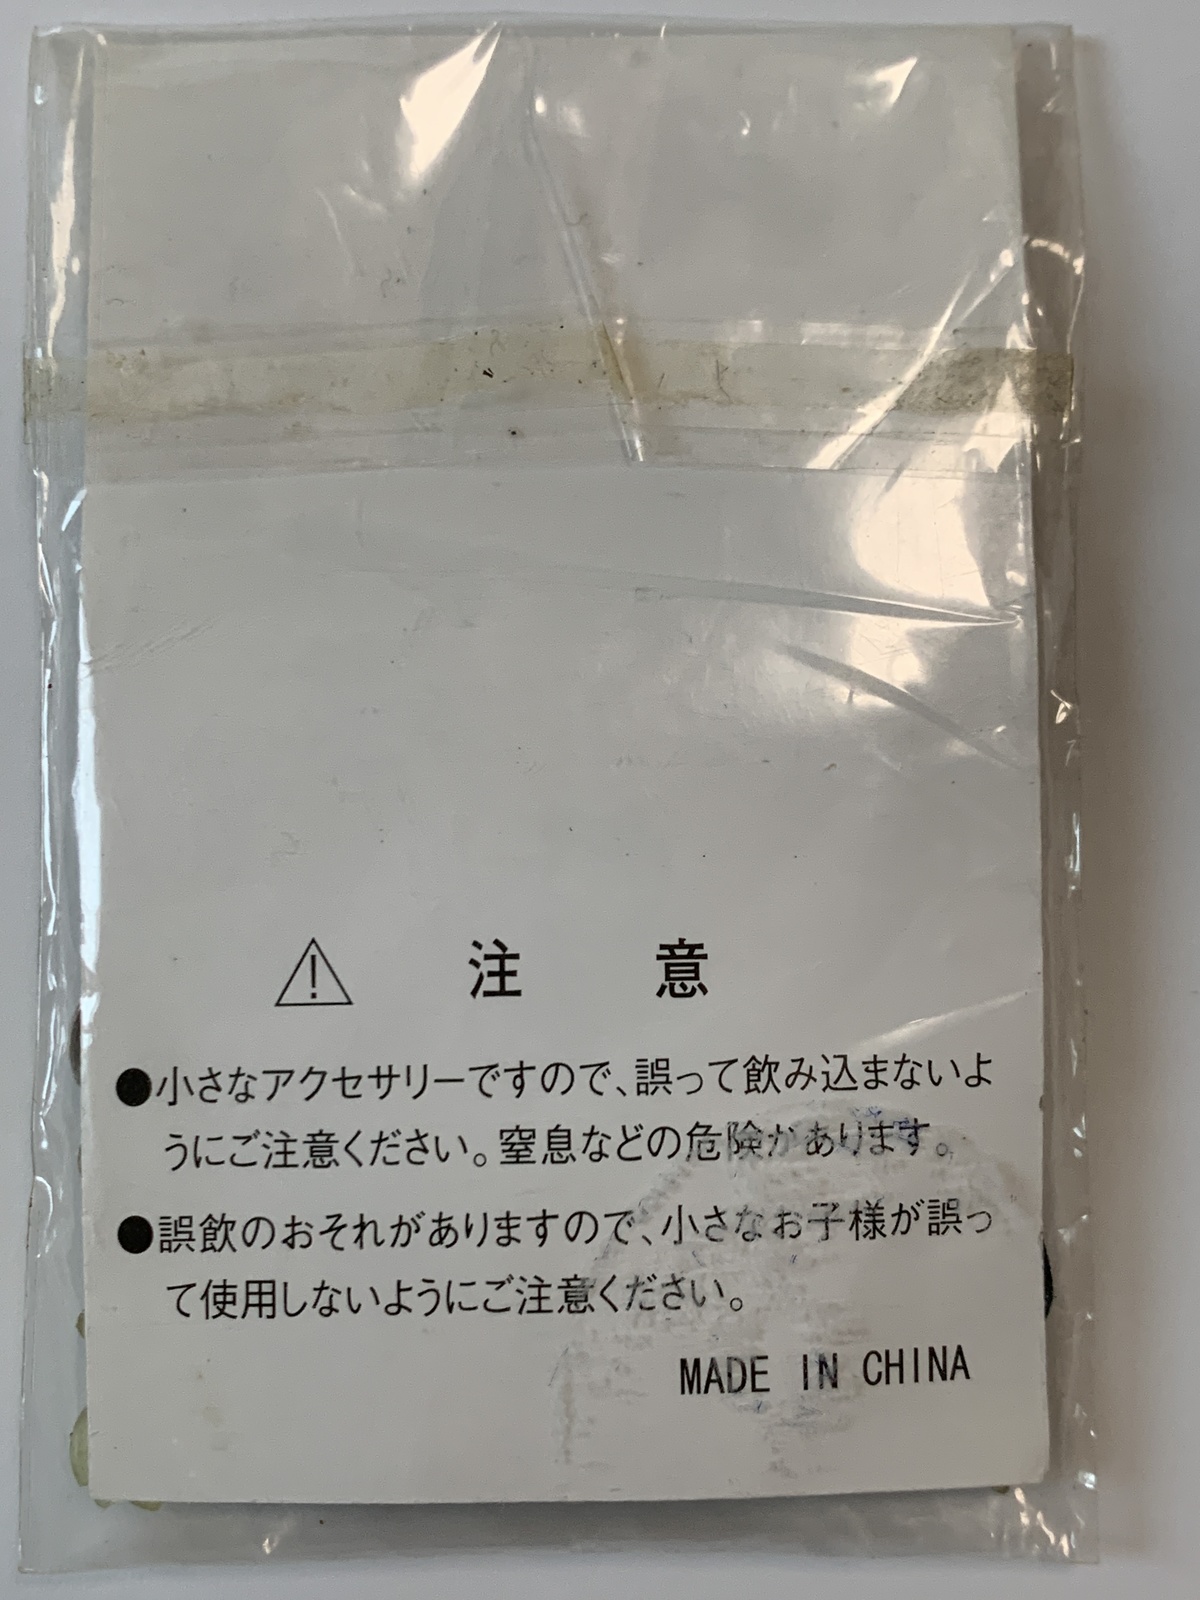 注 意
●小さなアクセサリーですので、誤って飲み込まないよ
うにご注意ください。窒息などの危険があります。
●誤飲のおそれがありますので、小さなお子様が誤っ
て使用しないようにご注意ください。
MADE IN CHINA